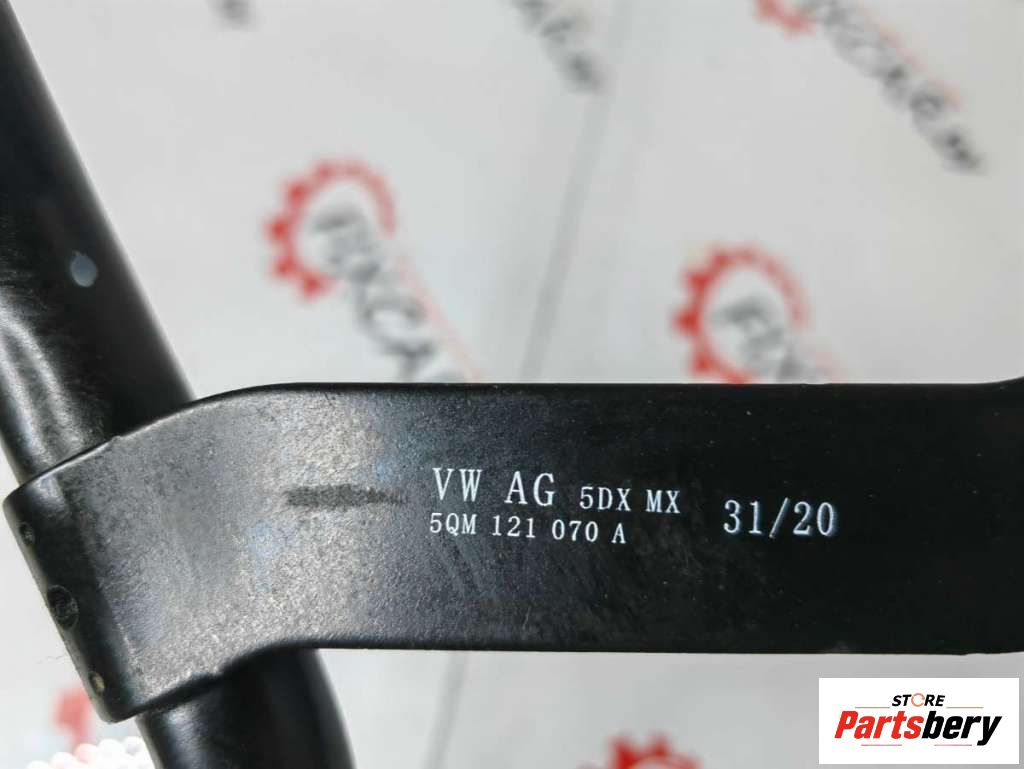 VW AG 5DX MX 31/20
5QM 121 070 A
STORE
Partsbery